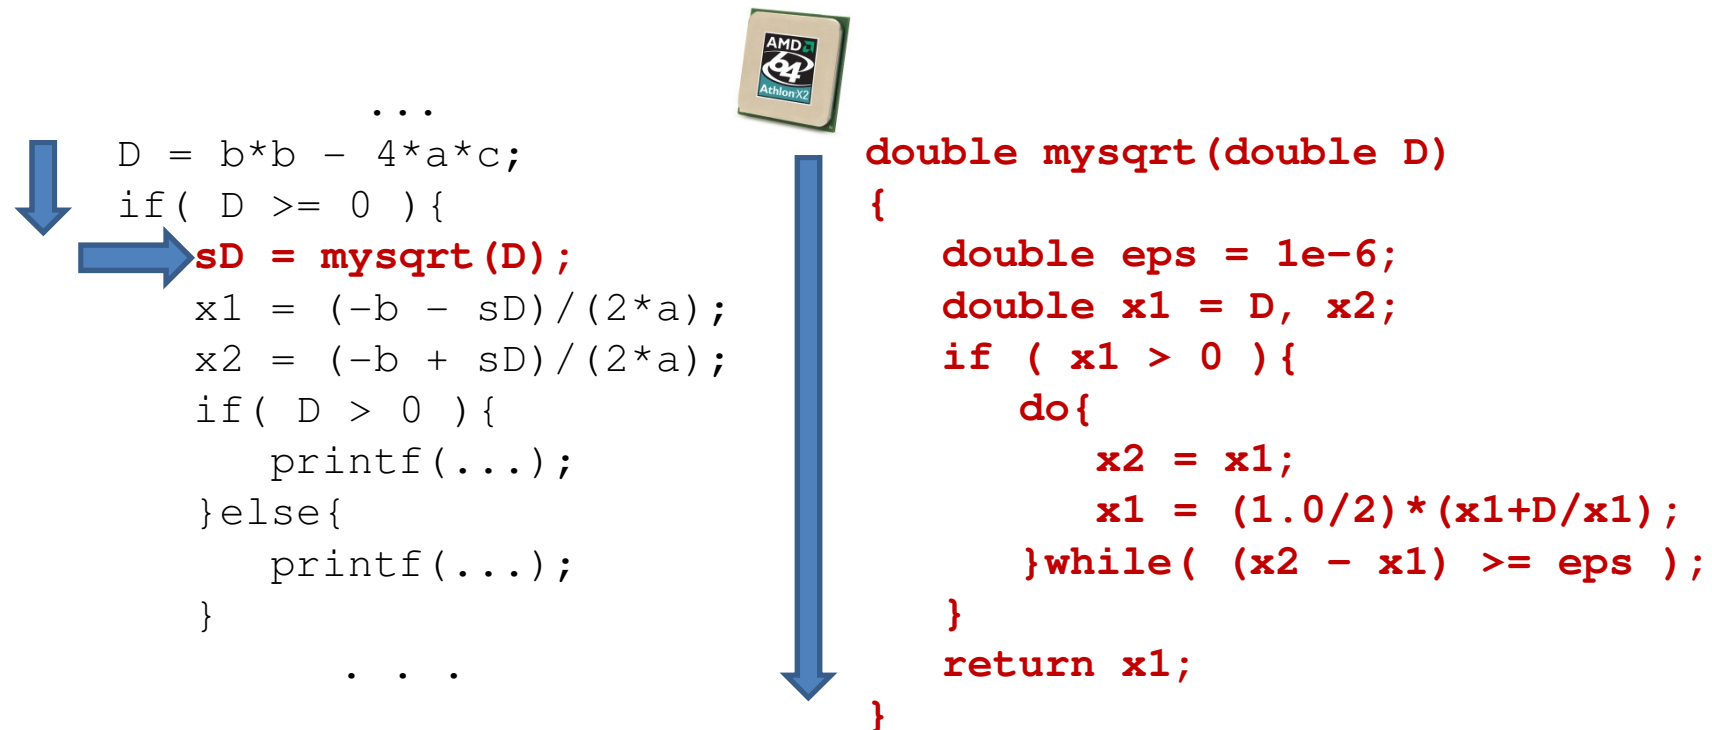 AMD
64
Athlon X2
...
D = b*b - 4*a*c;
if( D >= 0 ){
sD = mysqrt(D);
x1 = (-b - sD)/(2*a);
x2 = (-b + sD)/(2*a);
if( D > 0 ){
printf(...);
}else{
printf(...);
}
. . .
double mysqrt(double D)
{
double eps = 1e-6;
double x1 = D, x2;
if ( x1 > 0 ){
do{
x2 = x1;
x1 = (1.0/2)*(x1+D/x1);
}while( (x2 - x1) >= eps );
}
return x1;
}